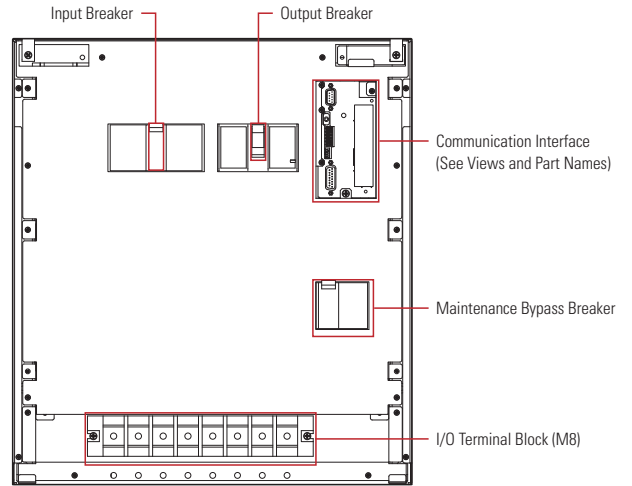 Input Breaker
Output Breaker
Communication Interface
(See Views and Part Names)
Maintenance Bypass Breaker
I/O Terminal Block (M8)